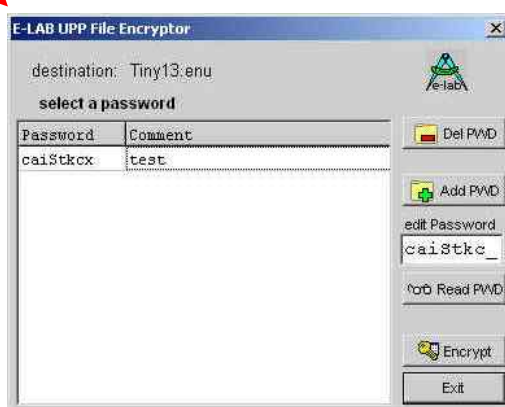 E-LAB UPP File Encryptor
destination: Tiny13.enu
e-lab
select a password
Password Comment
caiStkcx test
Del PWD
Add PWD
edit Password
caiStkc_
Read PWD
Encrypt
Exit